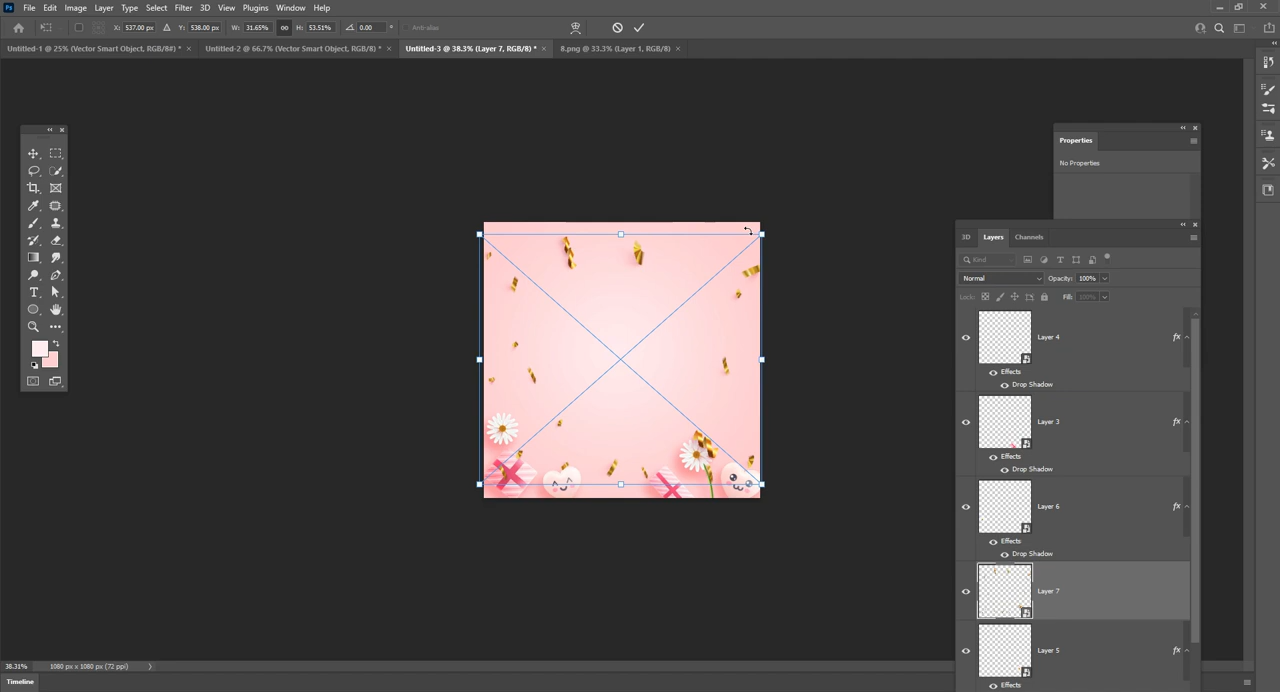 Ps File Edit Image Layer Type Select Filter 3D View Plugins Window Help
X: 537.00 px Y: 538.00 px W: 31.65% H: 53.51% 0.00 ° Anti-alias
Untitled-1 @ 25% (Vector Smart Object, RGB/8#) * × Untitled-2 @ 66.7% (Vector Smart Object, RGB/8) * × Untitled-3 @ 38.3% (Layer 7, RGB/8) * × 8.png @ 33.3% (Layer 1, RGB/8) ×
Properties
No Properties
3D Layers Channels
Kind
Normal Opacity: 100%
Lock: Fill: 100%
Layer 4 fx
Effects
Drop Shadow
Layer 3 fx
Effects
Drop Shadow
Layer 6 fx
Effects
Drop Shadow
Layer 7
Layer 5 fx
Effects
38.31% 1080 px x 1080 px (72 ppi)
Timeline